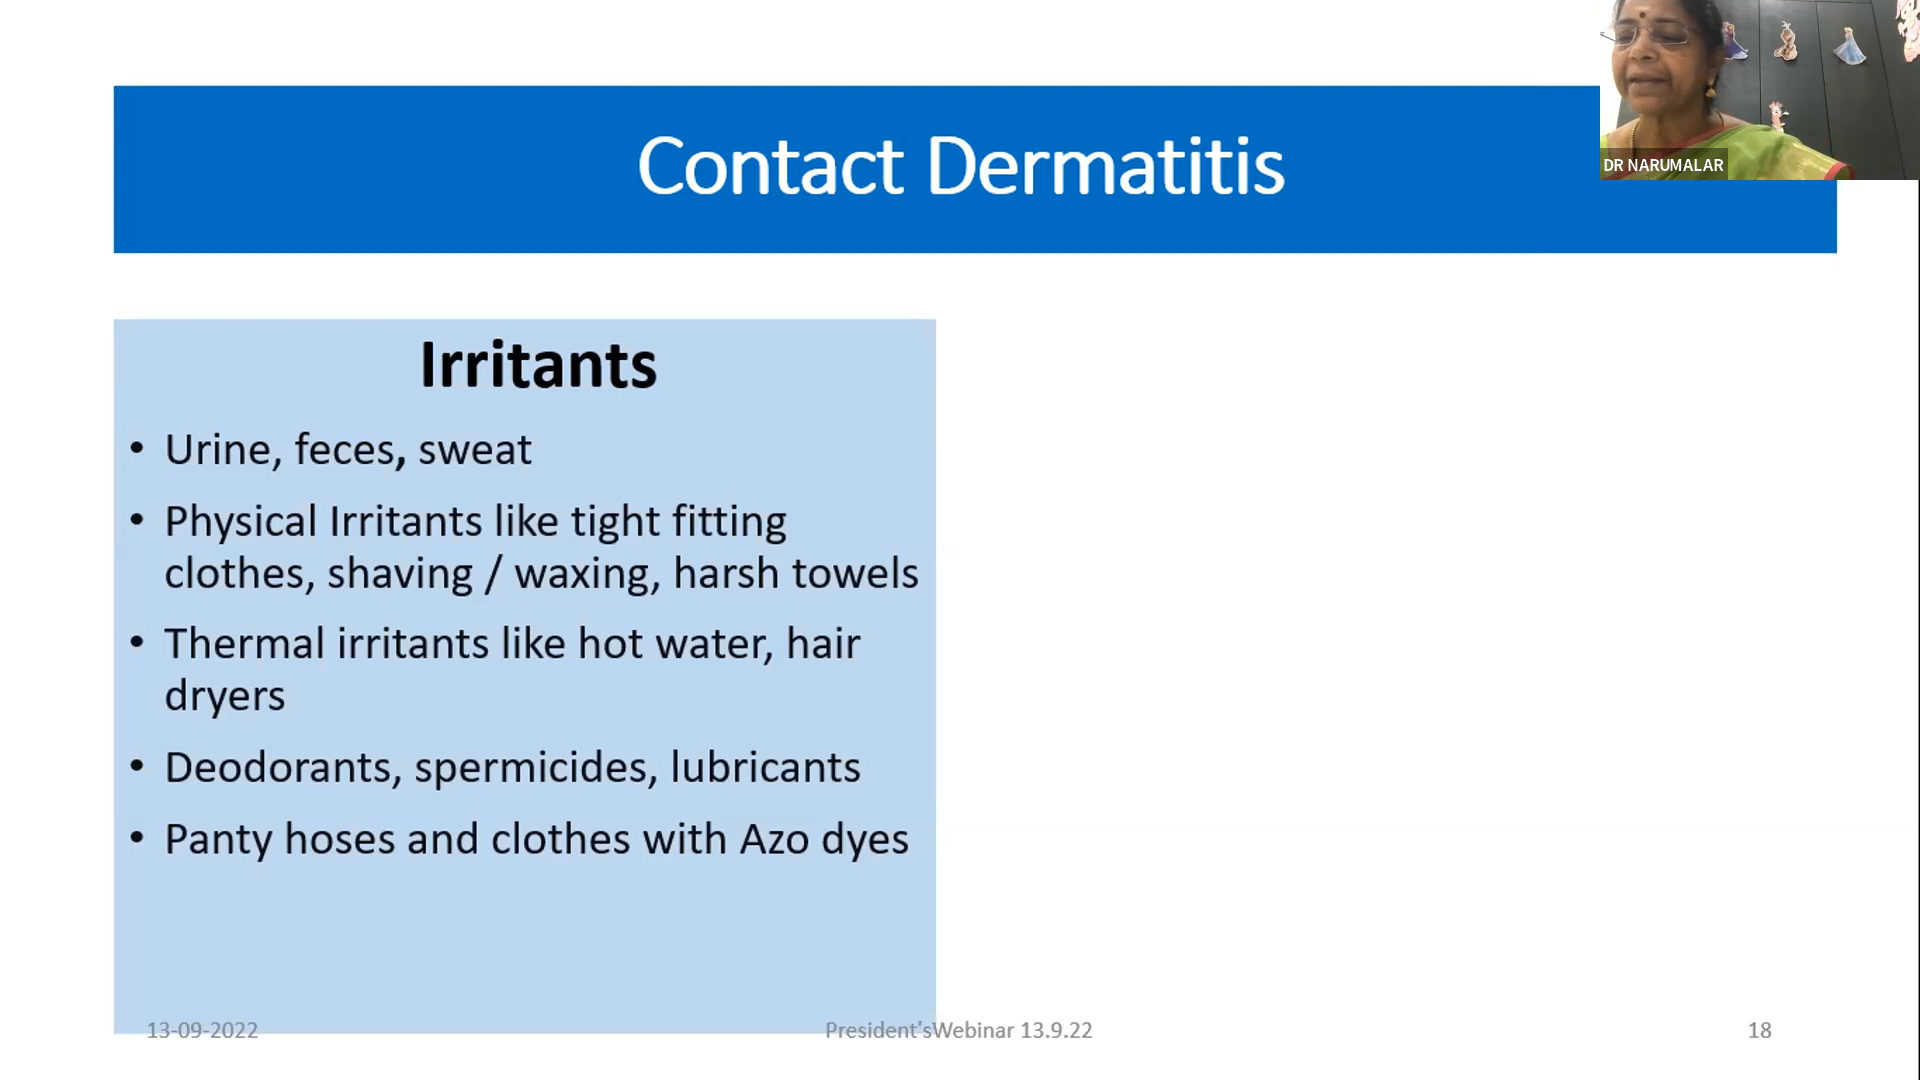 Contact Dermatitis
DR NARUMALAR
Irritants
• Urine, feces, sweat
• Physical Irritants like tight fitting
clothes, shaving / waxing, harsh towels
• Thermal irritants like hot water, hair
dryers
• Deodorants, spermicides, lubricants
• Panty hoses and clothes with Azo dyes
13-09-2022
President'sWebinar 13.9.22
18